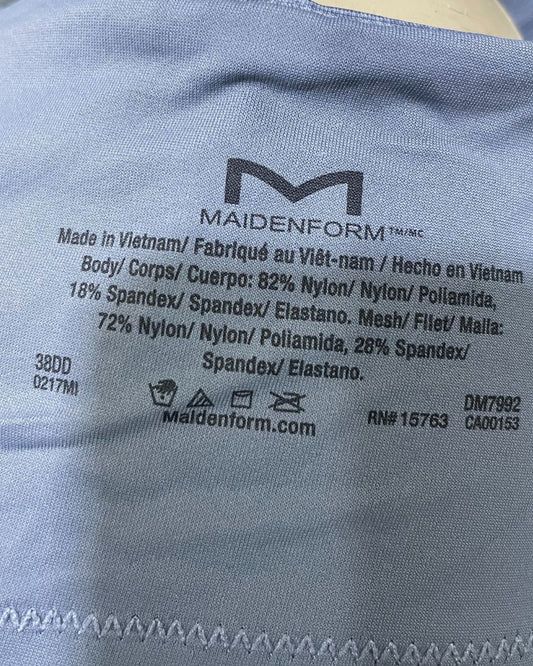 MAIDENFORM TM/MC
Made in Vietnam/ Fabriqué au Viêt-nam / Hecho en Vietnam
Body/ Corps/ Cuerpo: 82% Nylon/ Nylon/ Poliamida,
18% Spandex/ Spandex/ Elastano. Mesh/ Filet/ Malla:
72% Nylon/ Nylon/ Poliamida, 28% Spandex/
Spandex/ Elastano.
38DD
0217MI
Maidenform.com
RN# 15763
DM7992
CA00153